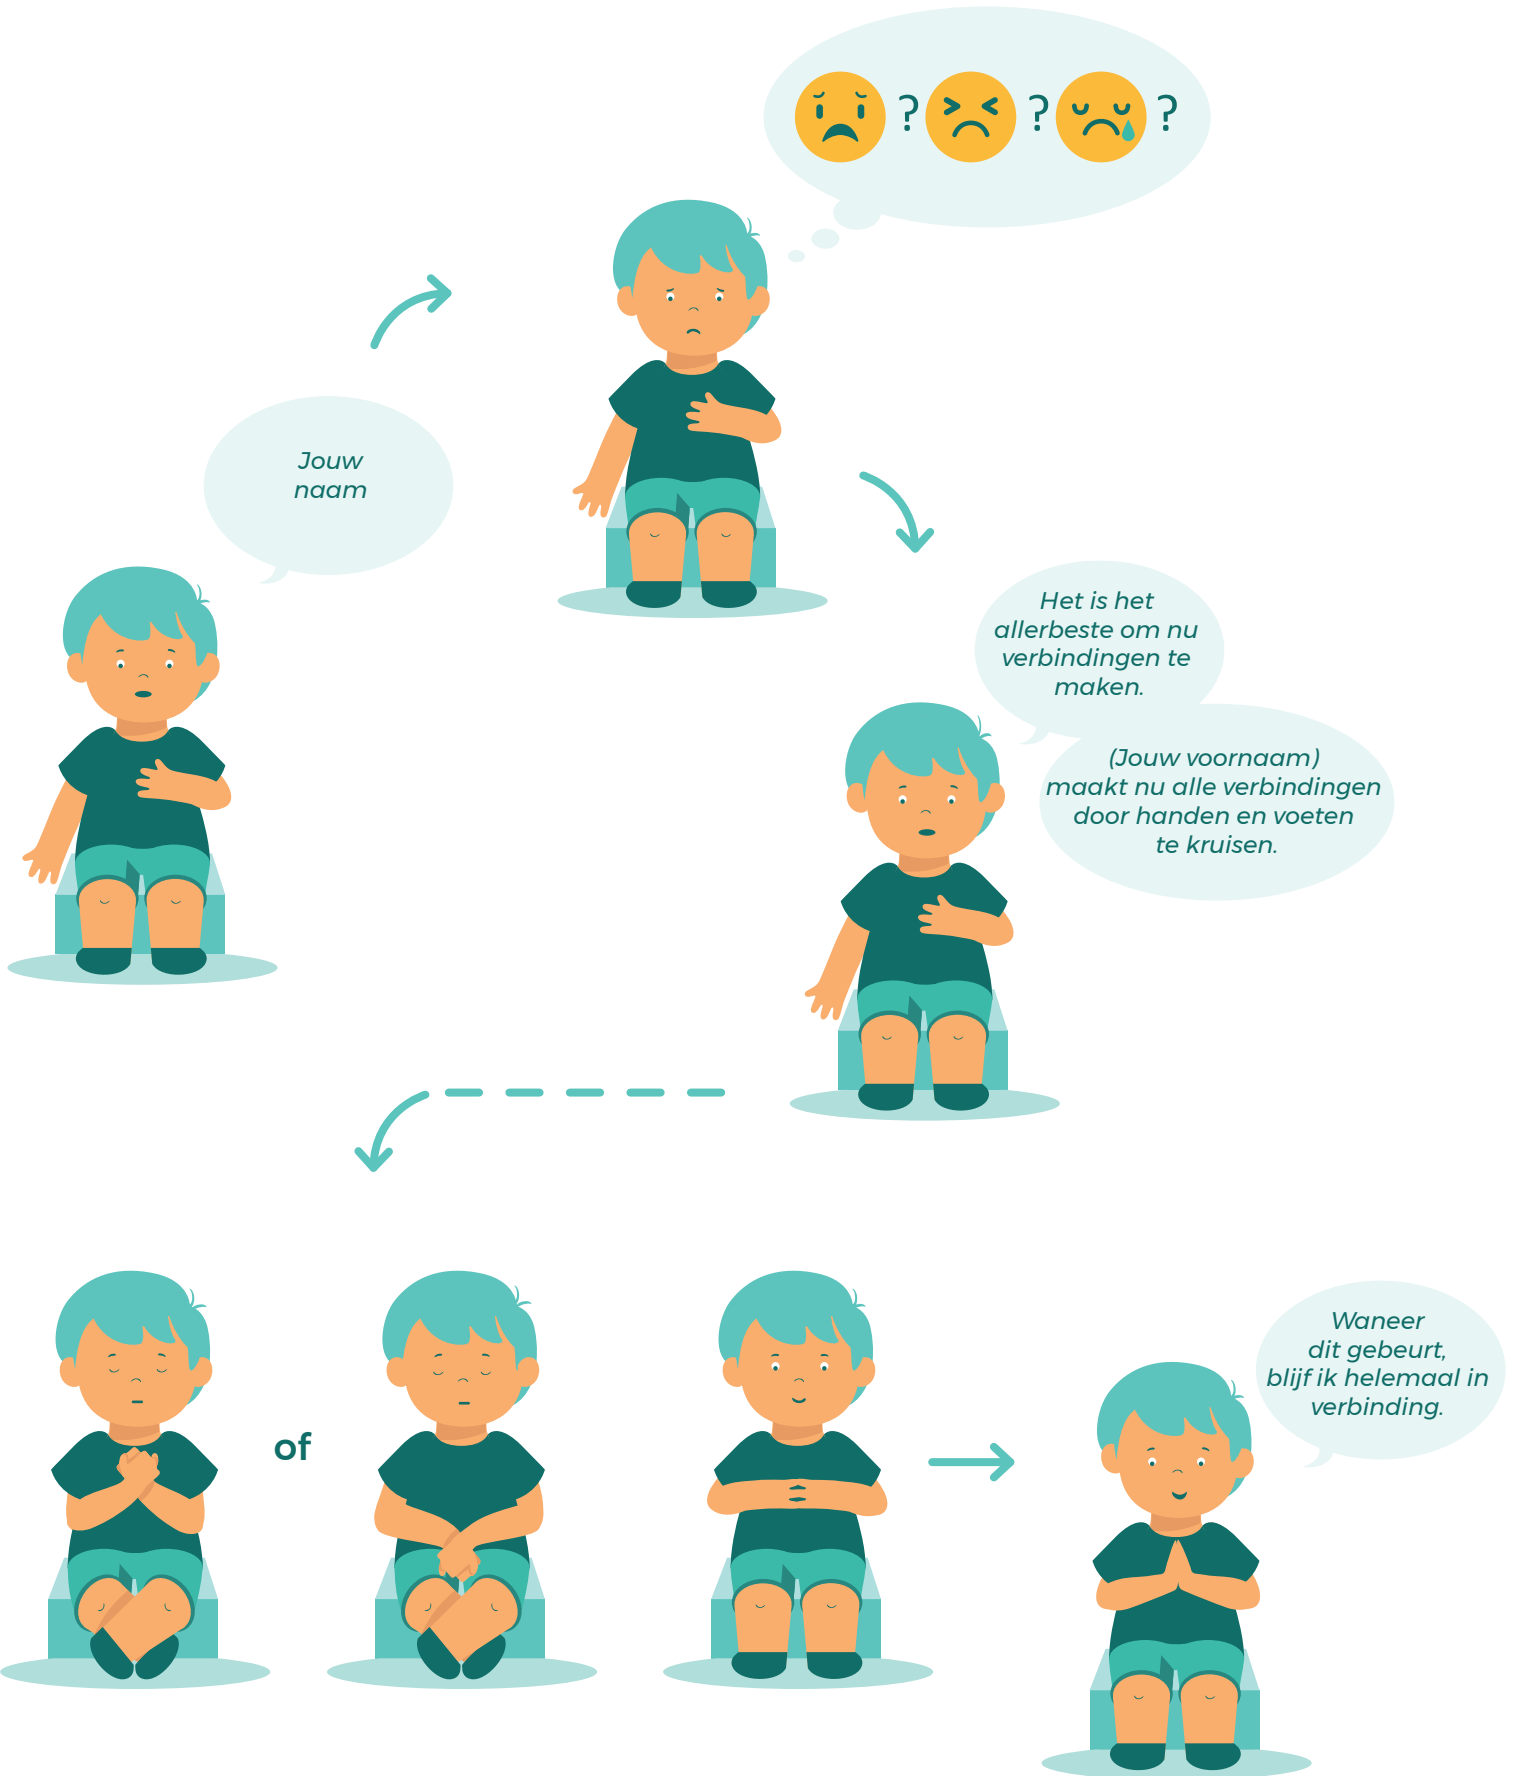 ? ? ?
Jouw
naam
Het is het
allerbeste om nu
verbindingen te
maken.
(Jouw voornaam)
maakt nu alle verbindingen
door handen en voeten
te kruisen.
of
Waneer
dit gebeurt,
blijf ik helemaal in
verbinding.